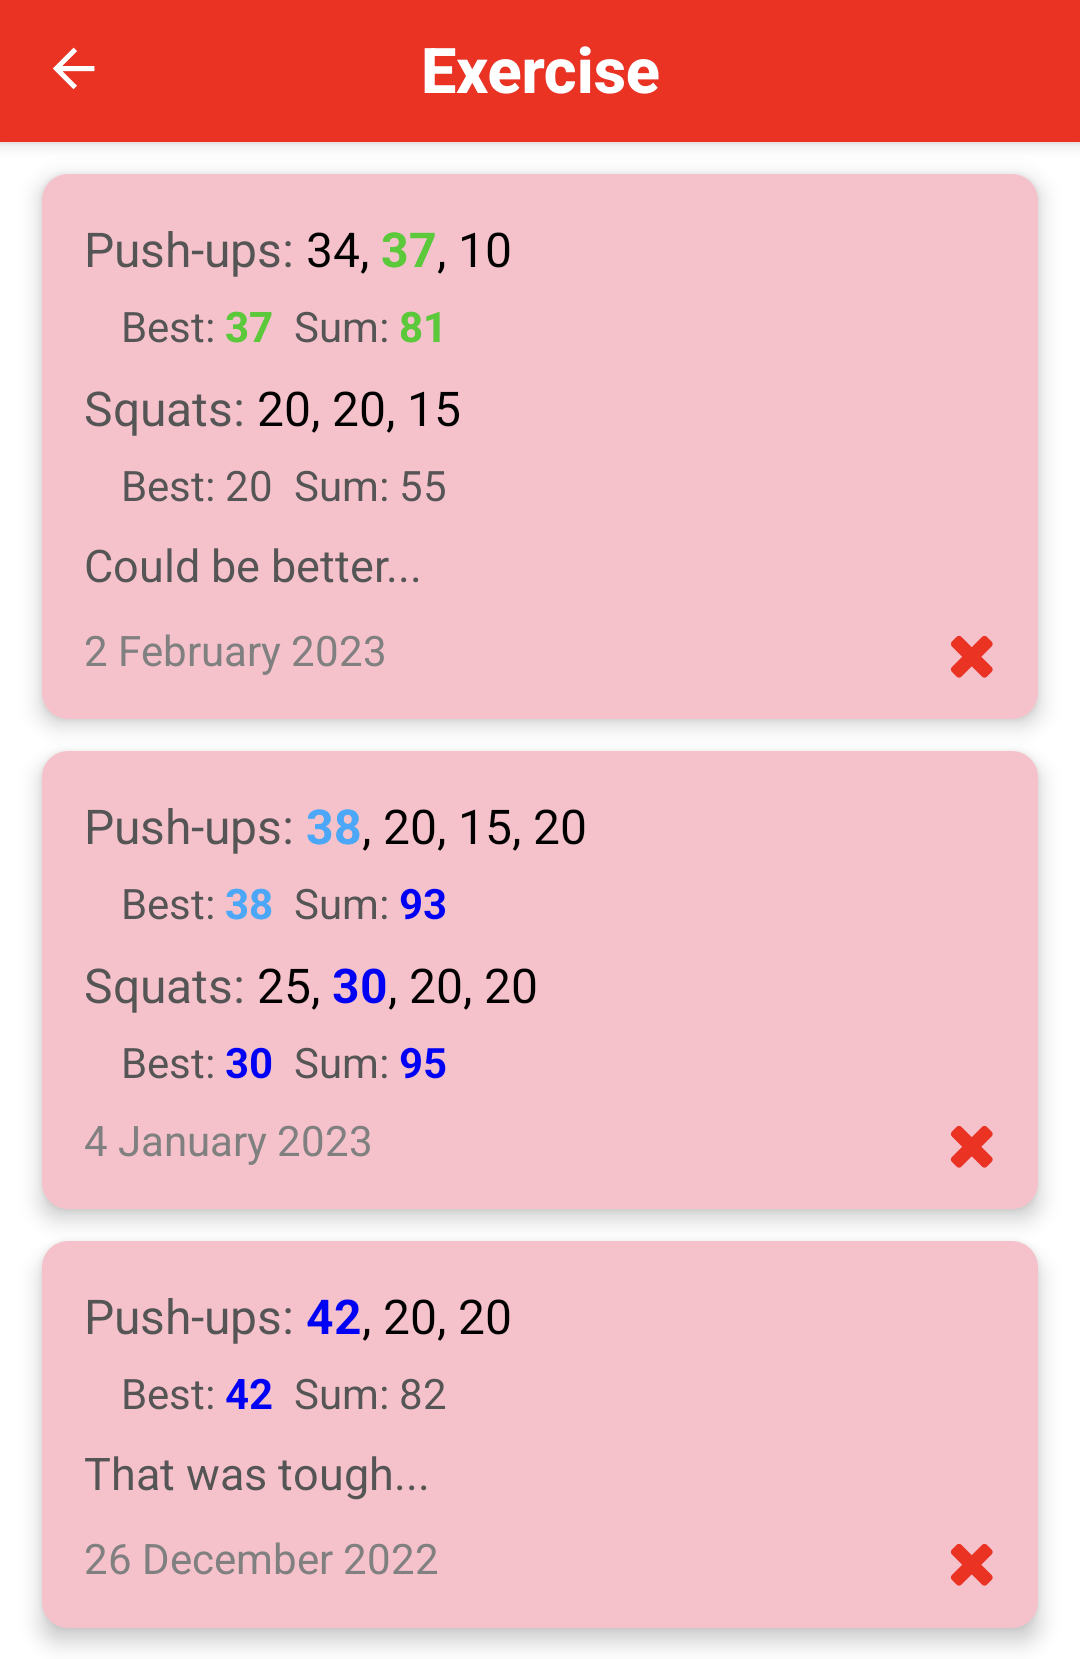 Exercise
Push-ups: 34, 37, 10
Best: 37 Sum: 81
Squats: 20, 20, 15
Best: 20 Sum: 55
Could be better...
2 February 2023
Push-ups: 38, 20, 15, 20
Best: 38 Sum: 93
Squats: 25, 30, 20, 20
Best: 30 Sum: 95
4 January 2023
Push-ups: 42, 20, 20
Best: 42 Sum: 82
That was tough...
26 December 2022